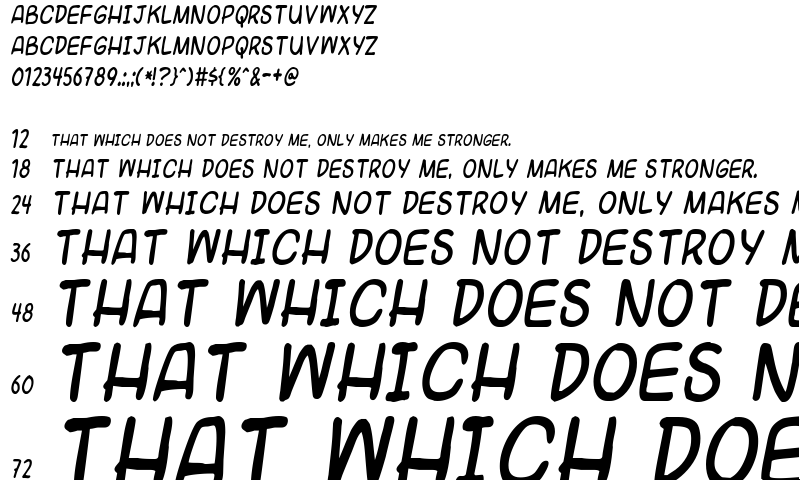 ABCDEFGHIJKLMNOPQRSTUVWXYZ
ABCDEFGHIJKLMNOPQRSTUVWXYZ
0123456789.:,;(*!?}^)#${%^&-+@
12 THAT WHICH DOES NOT DESTROY ME, ONLY MAKES ME STRONGER.
18 THAT WHICH DOES NOT DESTROY ME, ONLY MAKES ME STRONGER.
24 THAT WHICH DOES NOT DESTROY ME, ONLY MAKES
36 THAT WHICH DOES NOT DESTROY
48 THAT WHICH DOES NOT DE
60 THAT WHICH DOES N
72 THAT WHICH DOE